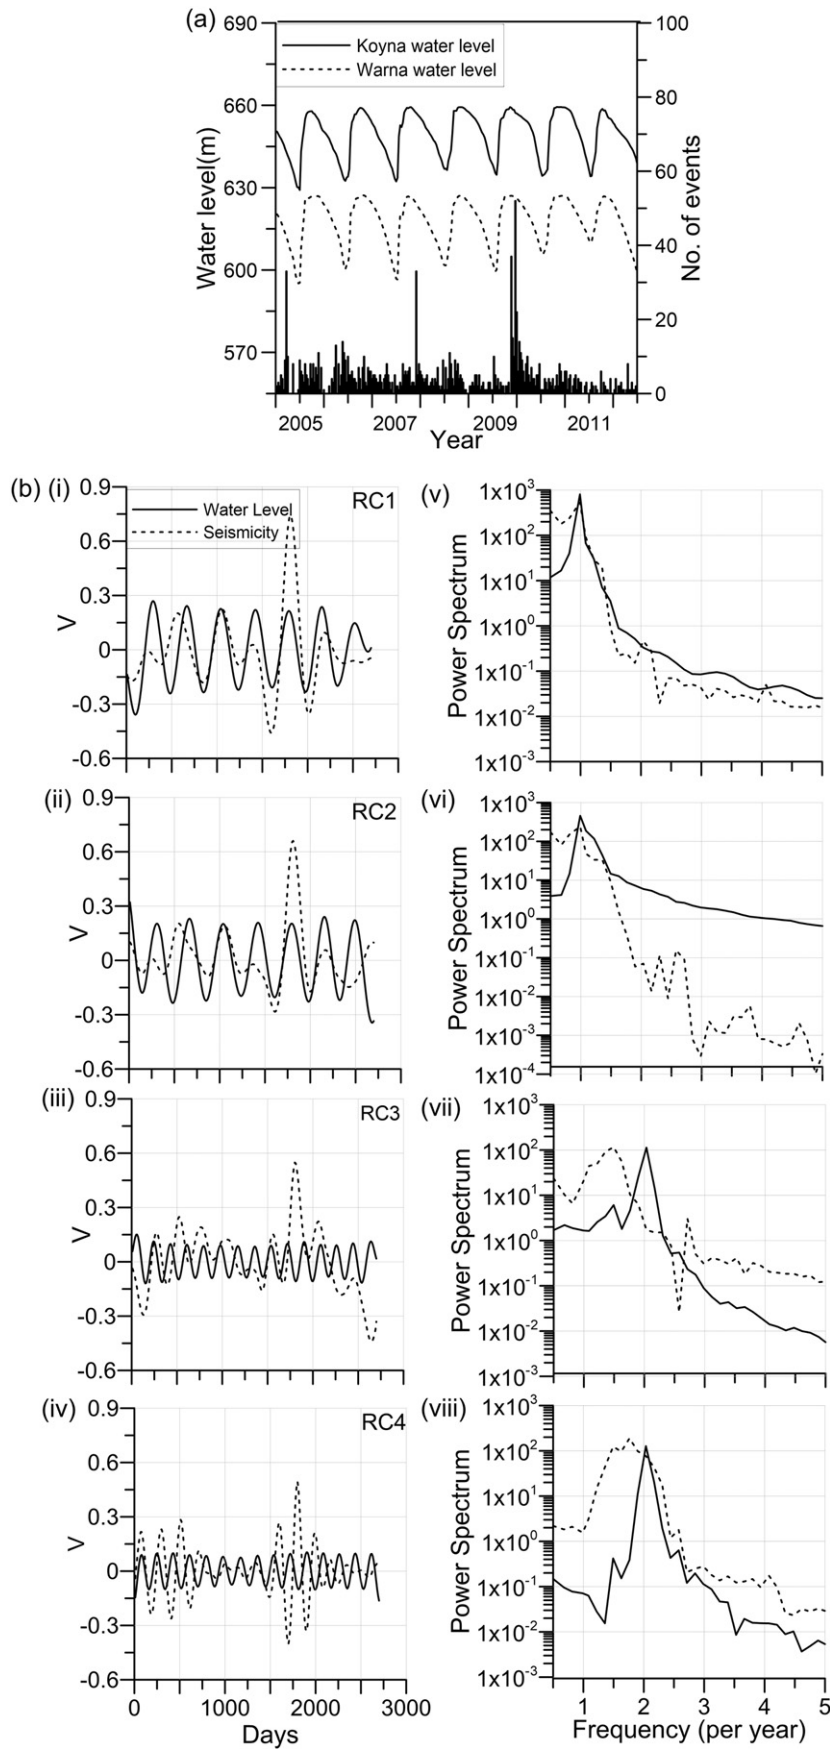 (a)
690
660
630
600
570
Water level(m)
Koyna water level
Warna water level
100
80
60
40
20
0
No. of events
2005 2007 2009 2011
Year
(b) (i)
0.9
0.6
0.3
0
-0.3
-0.6
V
Water Level
Seismicity
RC1
(v)
1x10³
1x10²
1x10¹
1x10⁰
1x10⁻¹
1x10⁻²
1x10⁻³
Power Spectrum
(ii)
0.9
0.6
0.3
0
-0.3
-0.6
V
RC2
(vi)
1x10³
1x10²
1x10¹
1x10⁰
1x10⁻¹
1x10⁻²
1x10⁻³
1x10⁻⁴
Power Spectrum
(iii)
0.9
0.6
0.3
0
-0.3
-0.6
V
RC3
(vii)
1x10³
1x10²
1x10¹
1x10⁰
1x10⁻¹
1x10⁻²
1x10⁻³
Power Spectrum
(iv)
0.9
0.6
0.3
0
-0.3
-0.6
V
RC4
0 1000 2000 3000
Days
(viii)
1x10³
1x10²
1x10¹
1x10⁰
1x10⁻¹
1x10⁻²
1x10⁻³
Power Spectrum
1 2 3 4 5
Frequency (per year)